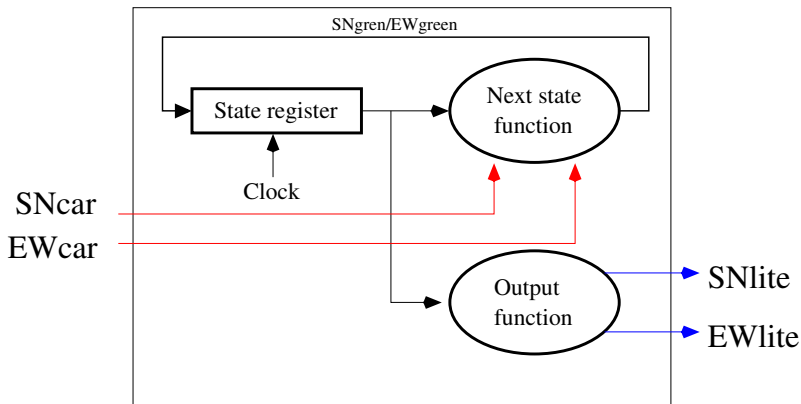 SNgren/EWgreen
State register
Next state
function
Clock
SNcar
EWcar
Output
function
SNlite
EWlite